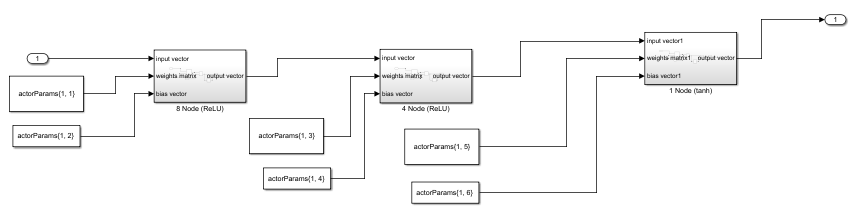 1
input vector
weights matrix
output vector
bias vector
8 Node (ReLU)
actorParams{1, 1}
actorParams{1, 2}
input vector
weights matrix
output vector
bias vector
4 Node (ReLU)
actorParams{1, 3}
actorParams{1, 4}
input vector1
weights matrix1
output vector
bias vector1
1 Node (tanh)
actorParams{1, 5}
actorParams{1, 6}
1